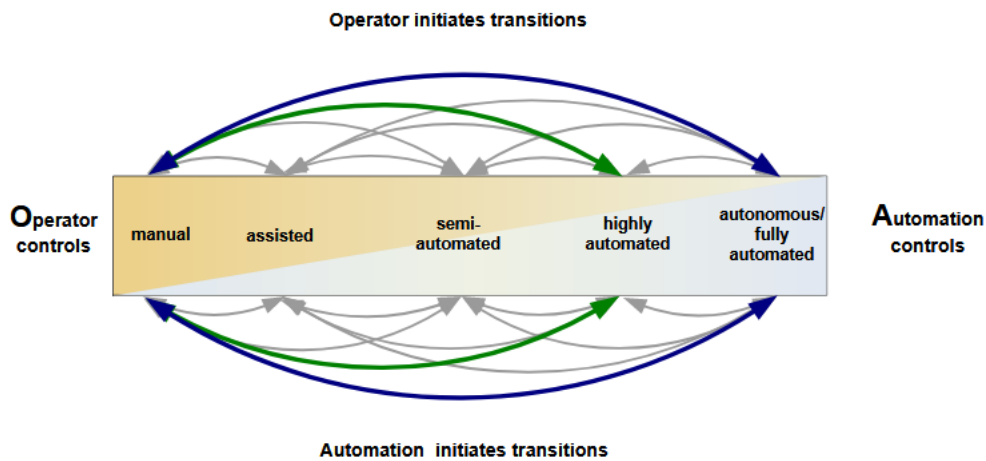 Operator initiates transitions
Operator
controls
manual
assisted
semi-
automated
highly
automated
autonomous/
fully
automated
Automation
controls
Automation initiates transitions